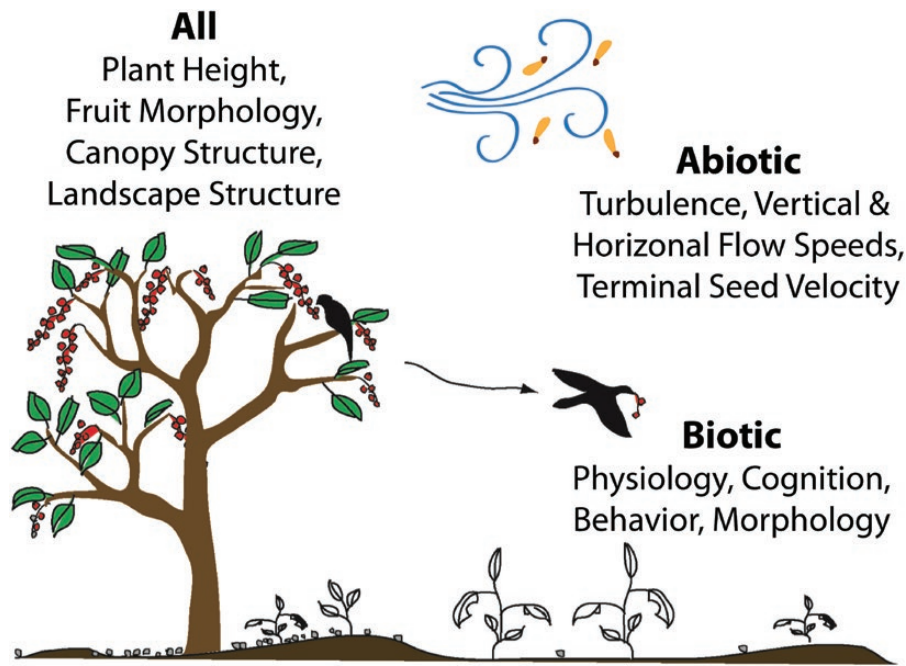 All
Plant Height,
Fruit Morphology,
Canopy Structure,
Landscape Structure
Abiotic
Turbulence, Vertical &
Horizonal Flow Speeds,
Terminal Seed Velocity
Biotic
Physiology, Cognition,
Behavior, Morphology